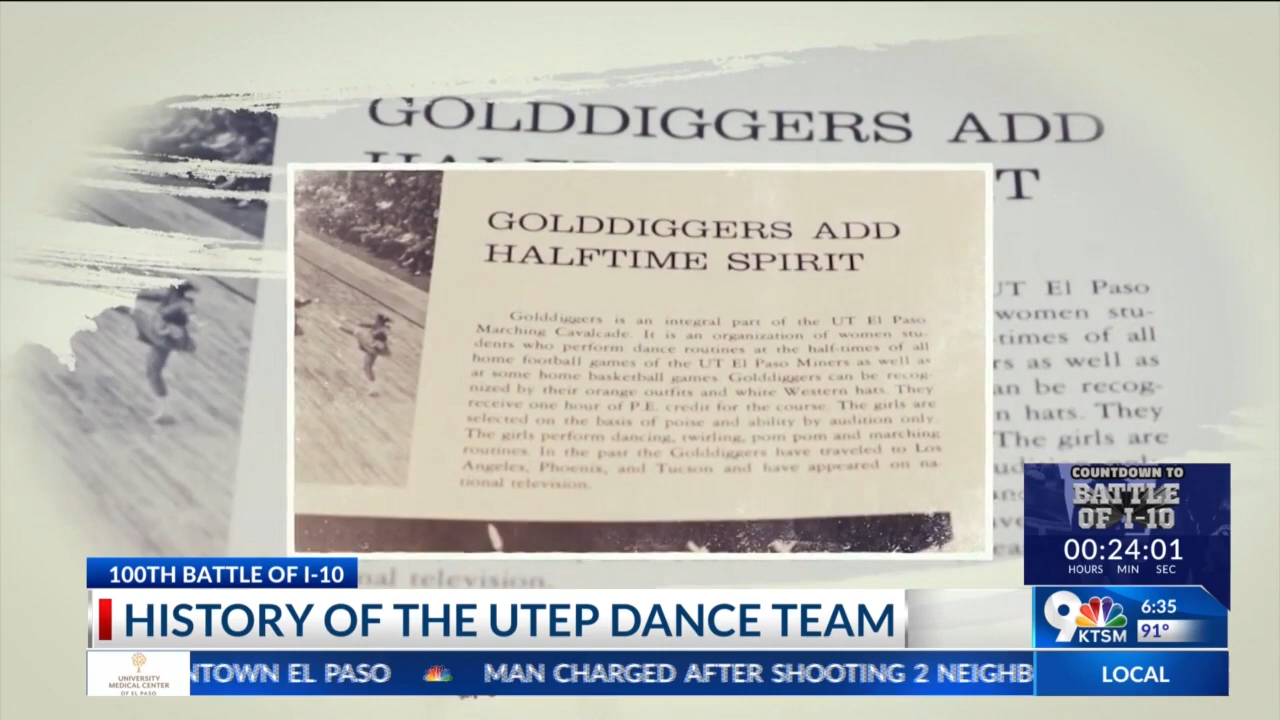 GOLDDIGGERS ADD
T
GOLDDIGGERS ADD
HALFTIME SPIRIT
Golddiggers is an integral part of the UT El Paso
Marching Cavalcade. It is an organization of women stu-
dents who perform dance routines at the half-times of all
home football games of the UT El Paso Miners as well as
at some home basketball games. Golddiggers can be recog-
nized by their orange outfits and white Western hats. They
receive one hour of P.E. credit for the course. The girls are
selected on the basis of poise and ability by audition only.
The girls perform dancing, twirling, pom pom and marching
routines. In the past the Golddiggers have traveled to Los
Angeles, Phoenix, and Tucson and have appeared on na-
tional television.
UT El Paso
women stu-
-times of all
rs as well as
an be recog-
n hats. They
The girls are
nal television.
COUNTDOWN TO
BATTLE
OF I-10
00:24:01
HOURS MIN SEC
100TH BATTLE OF I-10
HISTORY OF THE UTEP DANCE TEAM
9
KTSM
6:35
91°
UNIVERSITY
MEDICAL CENTER
OF EL PASO
NTOWN EL PASO MAN CHARGED AFTER SHOOTING 2 NEIGHB
LOCAL